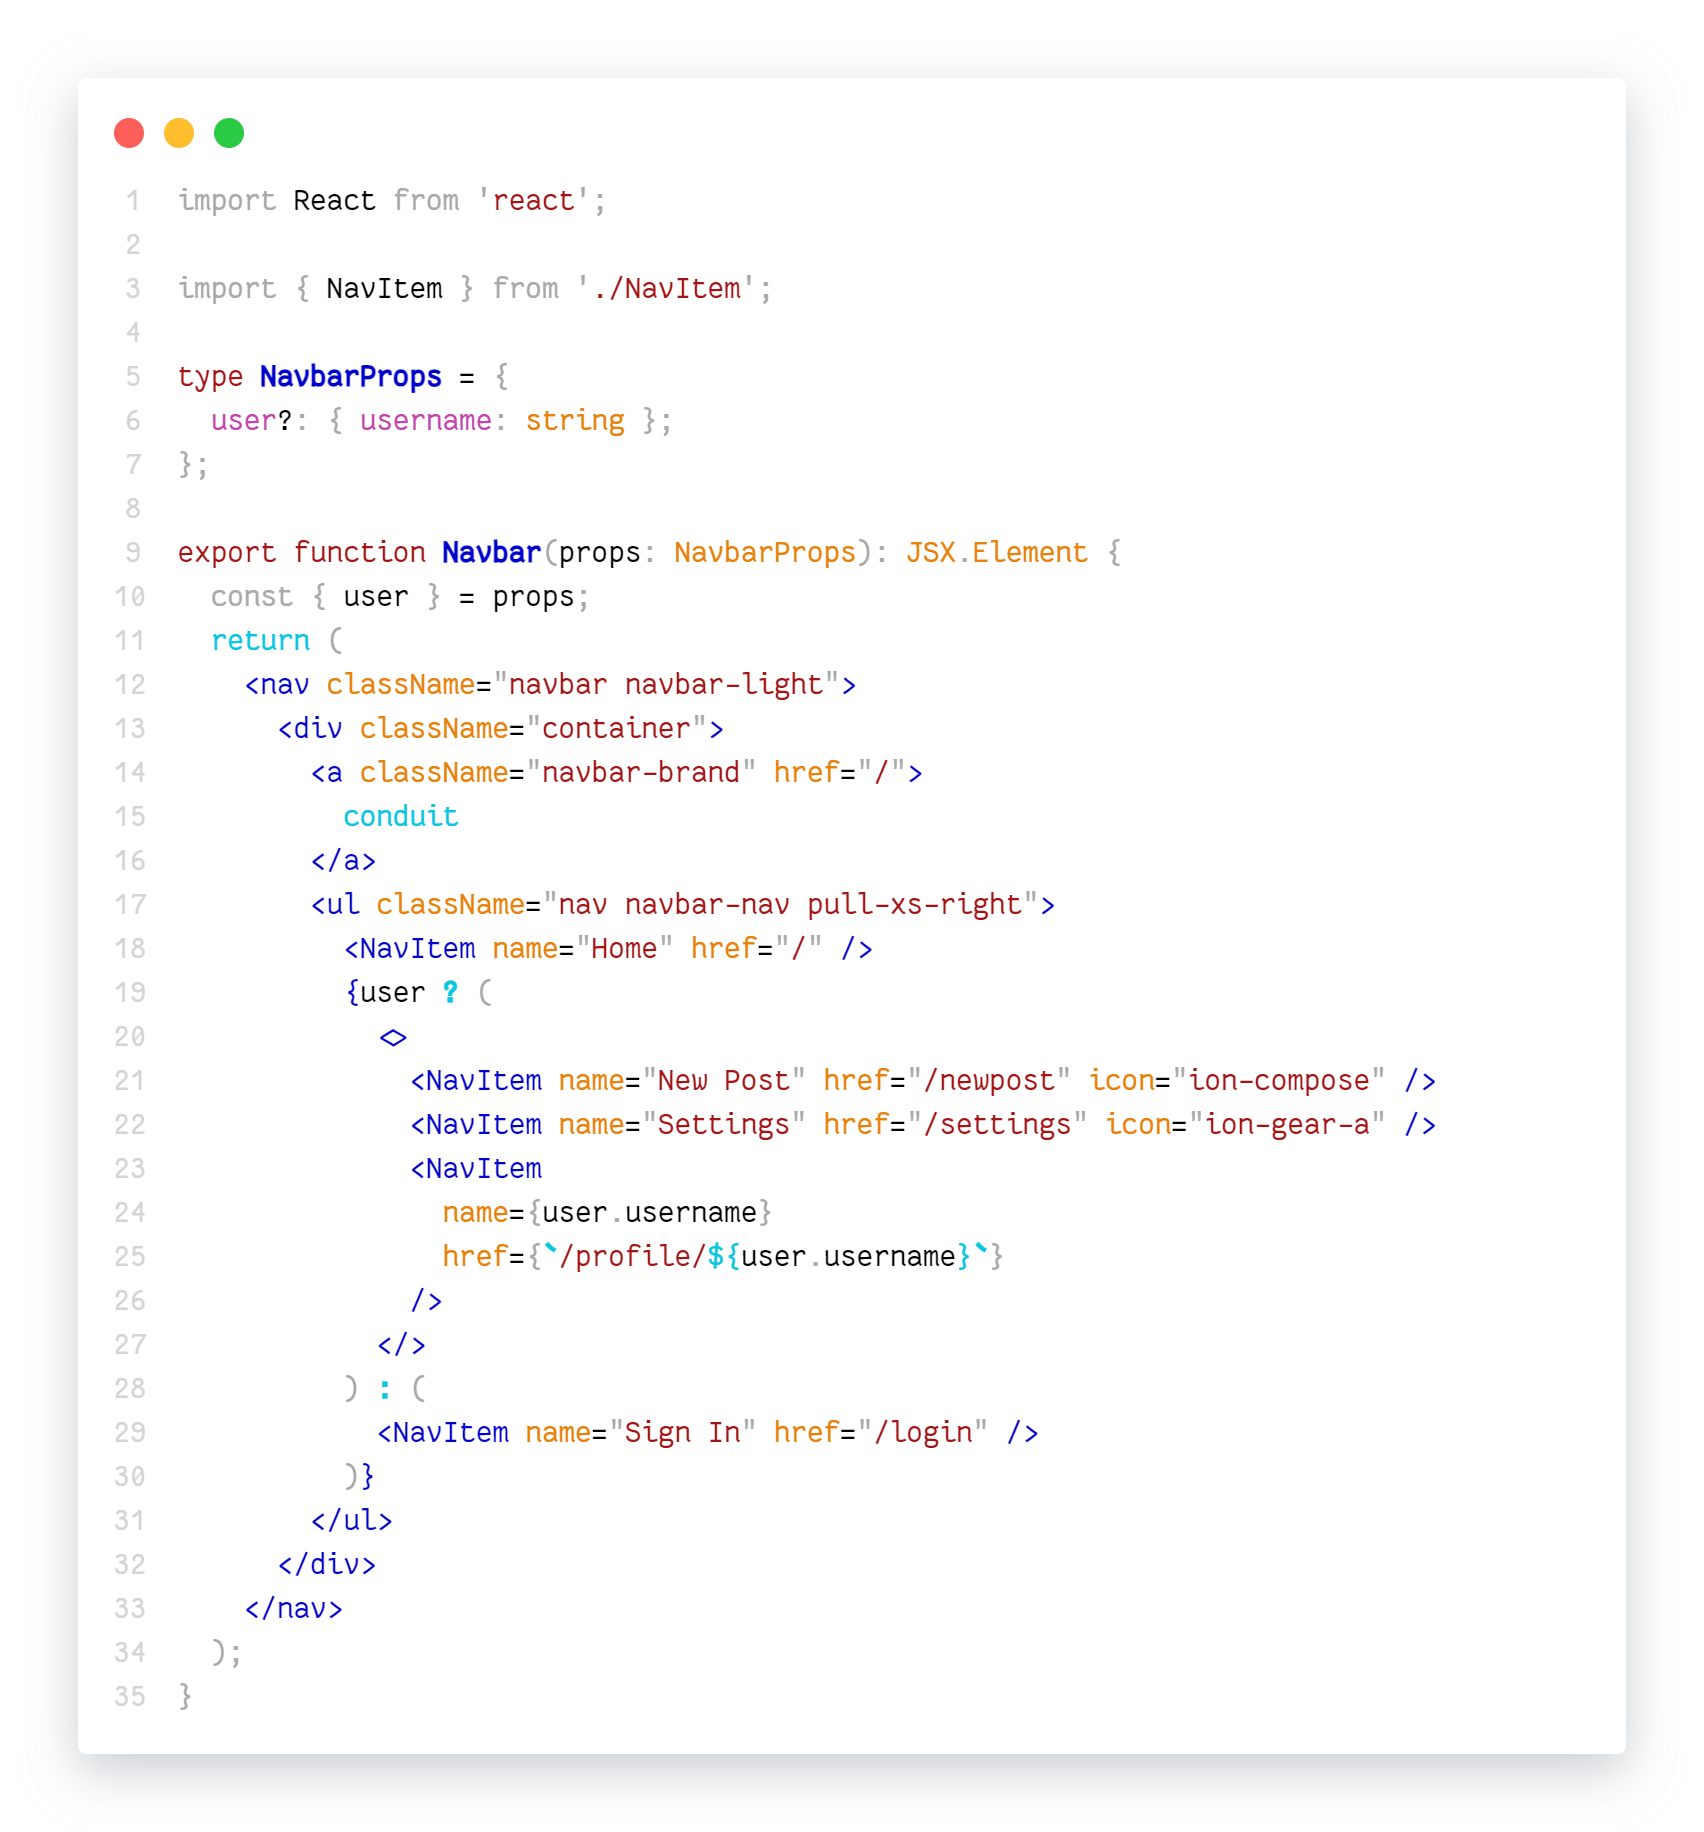 1 import React from 'react';
2
3 import { NavItem } from './NavItem';
4
5 type NavbarProps = {
6   user?: { username: string };
7 };
8
9 export function Navbar(props: NavbarProps): JSX.Element {
10   const { user } = props;
11   return (
12     <nav className="navbar navbar-light">
13       <div className="container">
14         <a className="navbar-brand" href="/">
15           conduit
16         </a>
17         <ul className="nav navbar-nav pull-xs-right">
18           <NavItem name="Home" href="/" />
19           {user ? (
20             <>
21               <NavItem name="New Post" href="/newpost" icon="ion-compose" />
22               <NavItem name="Settings" href="/settings" icon="ion-gear-a" />
23               <NavItem
24                 name={user.username}
25                 href={`/profile/${user.username}`}
26               />
27             </>
28           ) : (
29             <NavItem name="Sign In" href="/login" />
30           )}
31         </ul>
32       </div>
33     </nav>
34   );
35 }